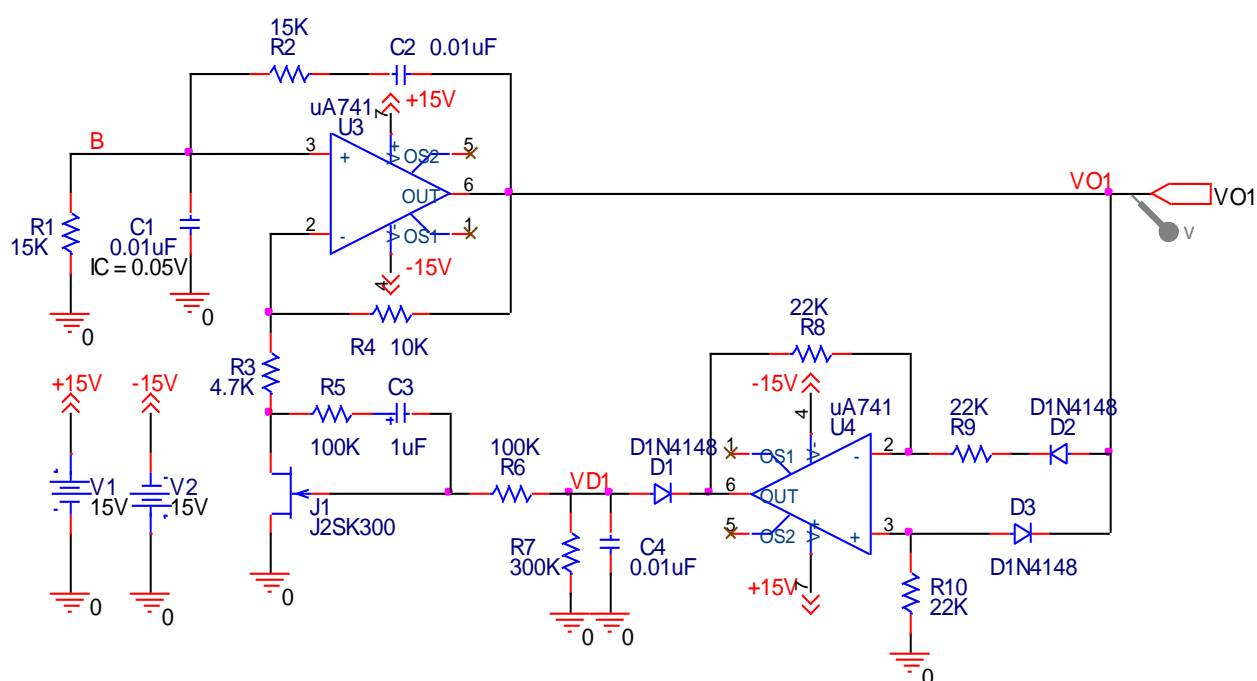 15K
R2
C2 0.01uF
+15V
uA741
U3
7
V+
OS2
5
B
3
+
OUT
6
2
-
OS1
1
V-
4
-15V
R1
15K
C1
0.01uF
IC = 0.05V
0
0
VO1
VO1
V
R4 10K
R3
4.7K
R5
100K
C3
+
1uF
+15V
-15V
V1
15V
V2
15V
0
0
J1
J2SK300
0
100K
R6
VD1
D1N4148
D1
R7
300K
C4
0.01uF
0
0
22K
R8
-15V
4
uA741
U4
V-
1
OS1
2
-
6
OUT
5
OS2
3
+
V+
7
+15V
22K
R9
D1N4148
D2
D3
D1N4148
R10
22K
0